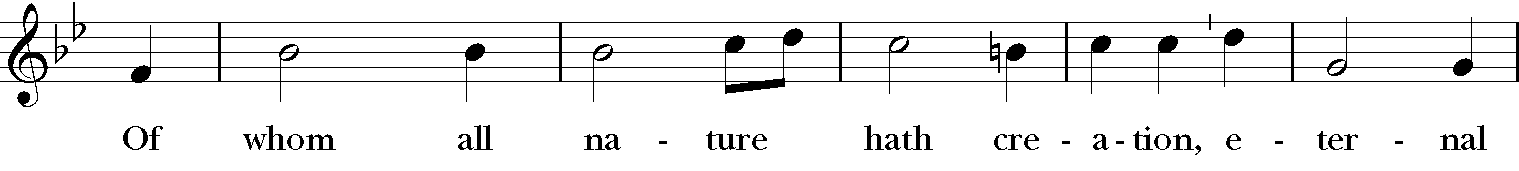 Of whom all na - ture hath cre - a - tion, e - ter - nal